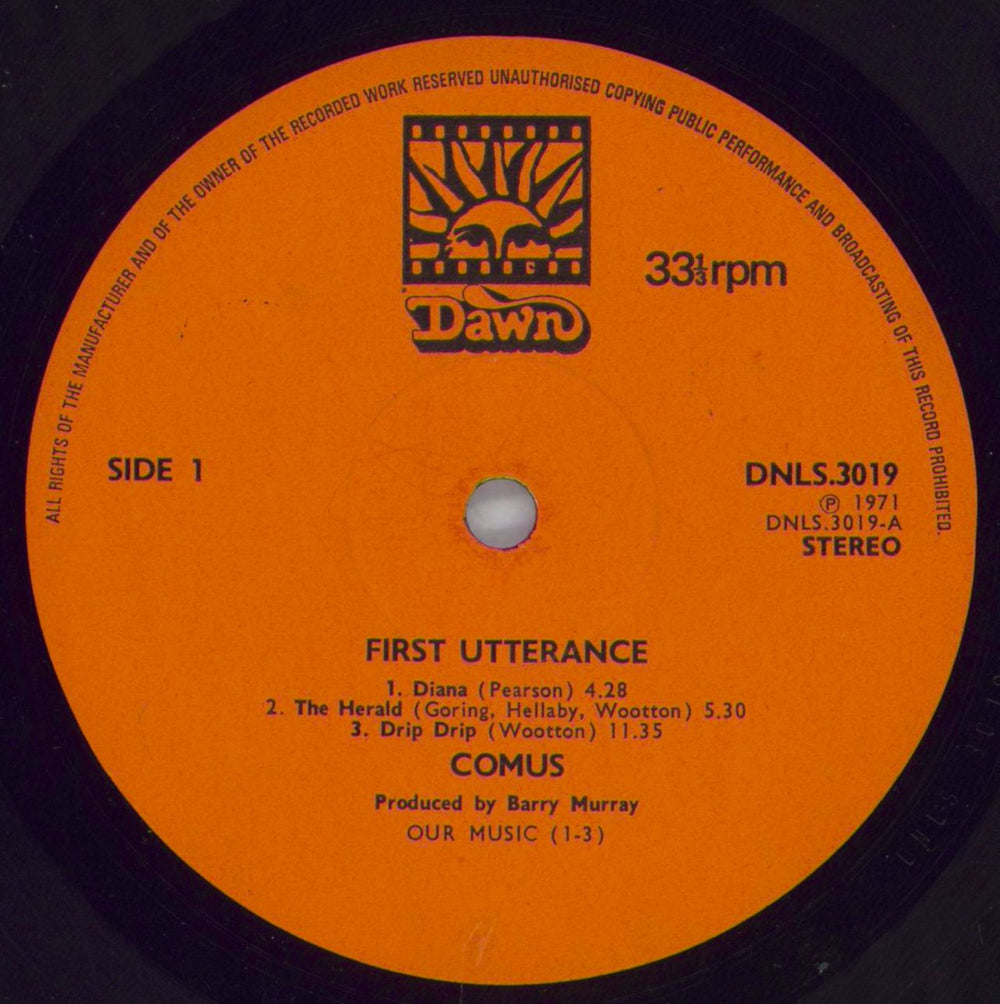 ALL RIGHTS OF THE MANUFACTURER AND OF THE OWNER OF THE RECORDED WORK RESERVED UNAUTHORISED COPYING PUBLIC PERFORMANCE AND BROADCASTING OF THIS RECORD PROHIBITED.
Dawn
33⅓rpm
SIDE 1
DNLS.3019
℗ 1971
DNLS.3019-A
STEREO
FIRST UTTERANCE
1. Diana (Pearson) 4.28
2. The Herald (Goring, Hellaby, Wootton) 5.30
3. Drip Drip (Wootton) 11.35
COMUS
Produced by Barry Murray
OUR MUSIC (1-3)